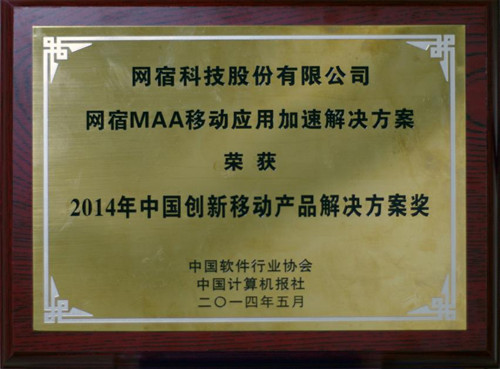 网宿科技股份有限公司
网宿MAA移动应用加速解决方案
荣获
2014年中国创新移动产品解决方案奖
中国软件行业协会
中国计算机报社
二〇一四年五月